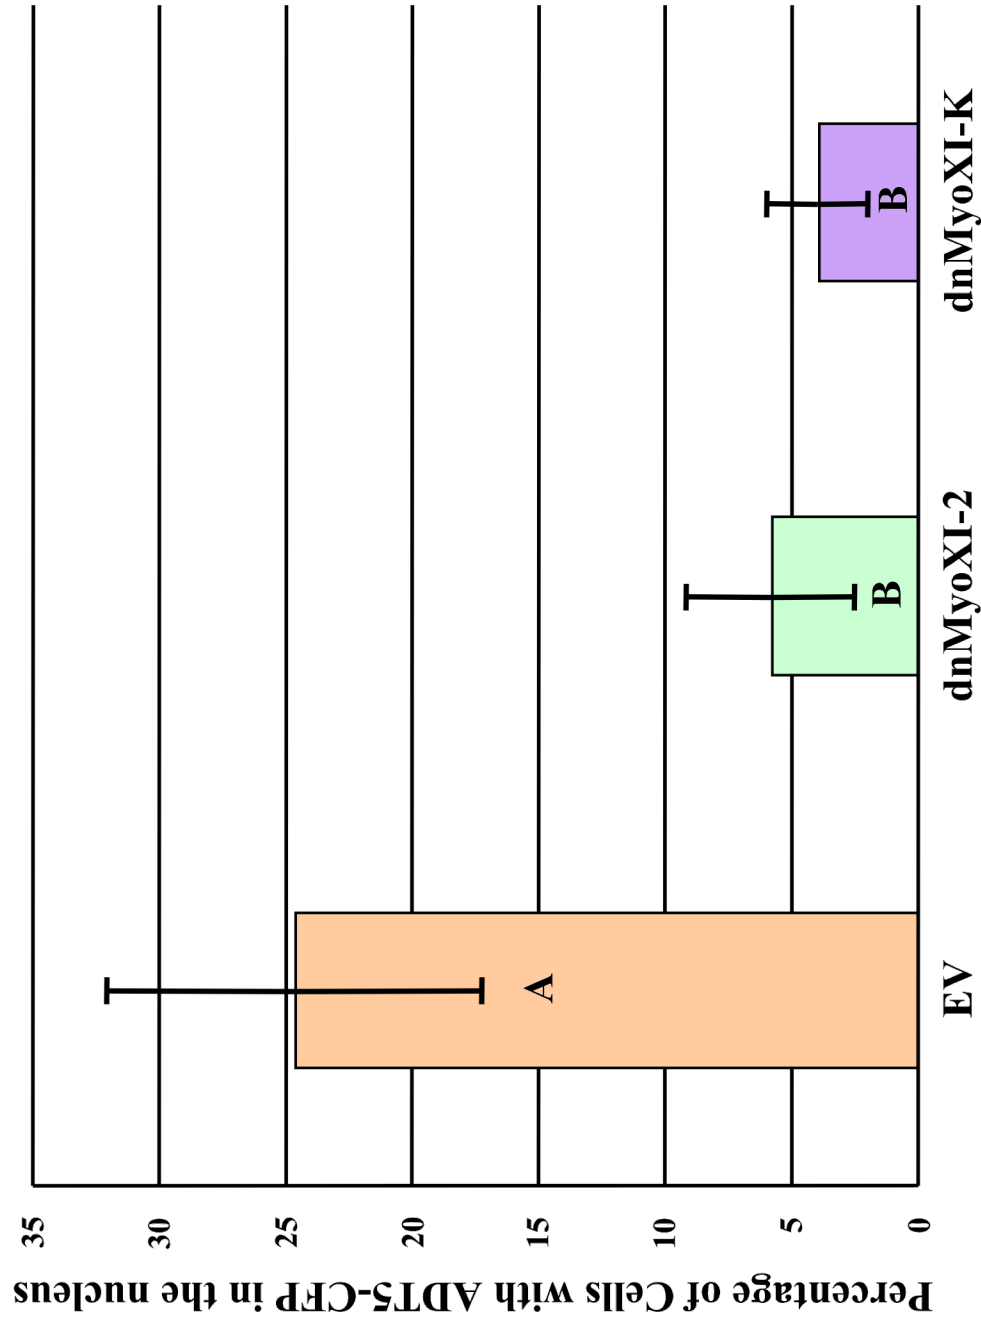 Percentage of Cells with ADT5-CFP in the nucleus
35
30
25
20
15
10
5
0
A
B
B
EV
dnMyoXI-2
dnMyoXI-K